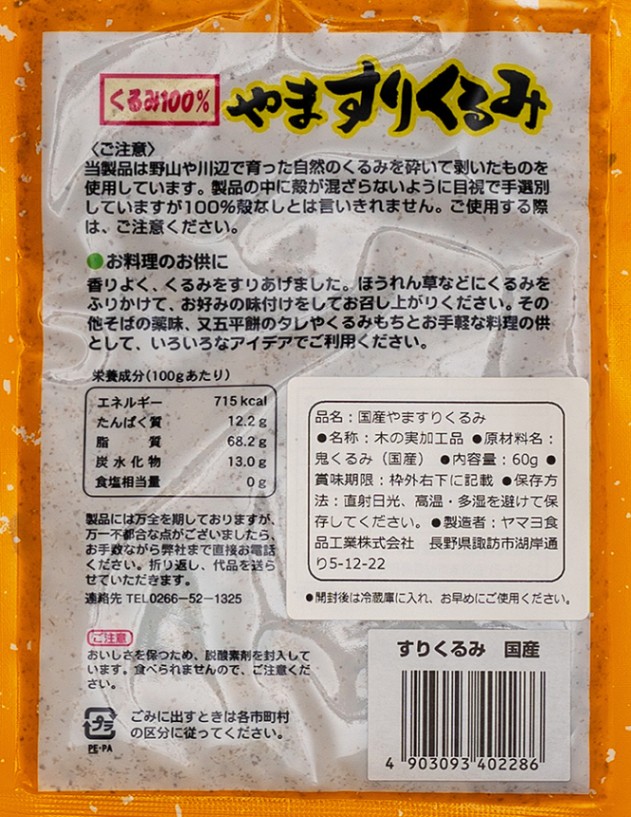 くるみ100%
やますりくるみ
〈ご注意〉
当製品は野山や川辺で育った自然のくるみを砕いて剥いたものを
使用しています。製品の中に殻が混ざらないように目視で手選別
していますが100%殻なしとは言いきれません。ご使用する際
は、ご注意ください。
●お料理のお供に
香りよく、くるみをすりあげました。ほうれん草などにくるみを
ふりかけて、お好みの味付けをしてお召し上がりください。その
他そばの薬味、又五平餅のタレやくるみもちとお手軽な料理の供
として、いろいろなアイデアでご利用ください。
栄養成分(100gあたり)
エネルギー 715 kcal
たんぱく質 12.2g
脂質 68.2g
炭水化物 13.0g
食塩相当量 0g
製品には万全を期しておりますが、
万一不都合な点がございましたら、
お手数ながら弊社まで直接お電話
ください。折り返し、代品を送ら
せていただきます。
連絡先 TEL0266-52-1325
ご注意
おいしさを保つため、脱酸素剤を封入して
います。食べられませんので、ご注意くだ
さい。
プラ
PE-PA
ごみに出すときは各市町村
の区分に従ってください。
品名：国産やますりくるみ
●名称：木の実加工品 ●原材料名：
鬼くるみ（国産） ●内容量：60g ●
賞味期限：枠外右下に記載 ●保存方
法：直射日光、高温・多湿を避けて保
存してください。●製造者：ヤマヨ食
品工業株式会社 長野県諏訪市湖岸通
り5-12-22
●開封後は冷蔵庫に入れ、お早めにご使用ください。
すりくるみ 国産
4 903093 402286